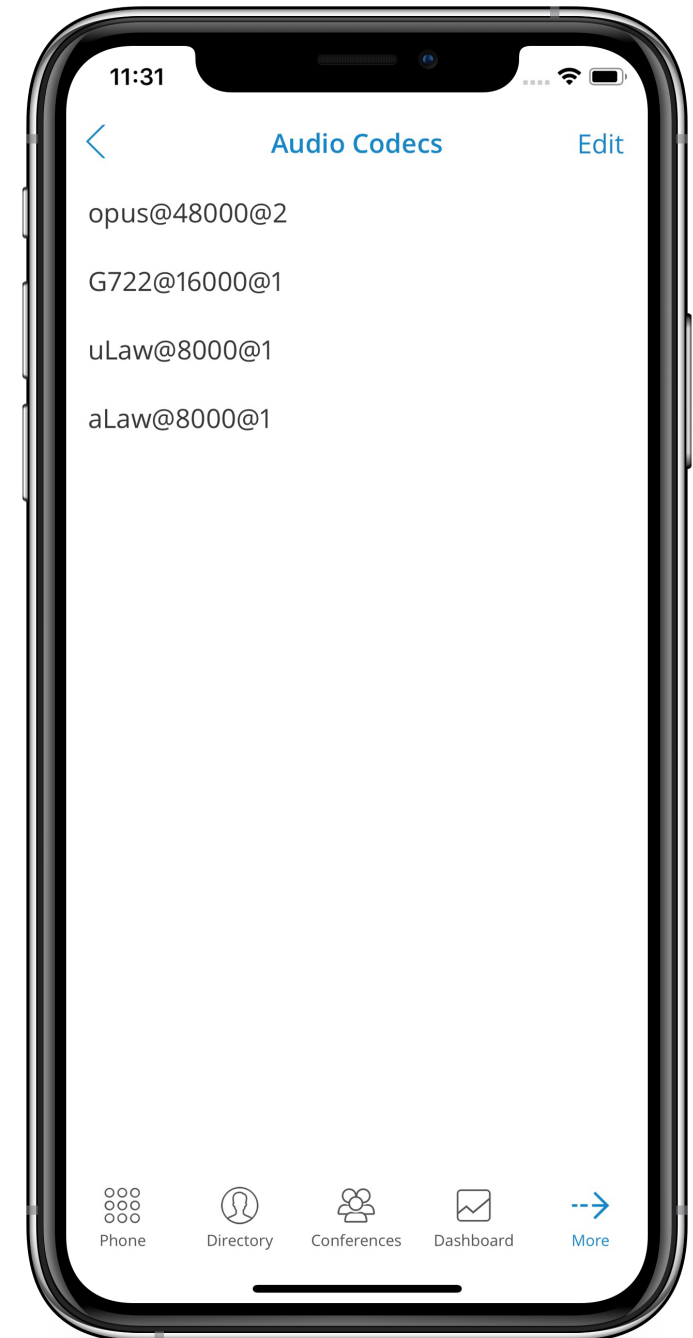 11:31
Audio Codecs Edit
opus@48000@2
G722@16000@1
uLaw@8000@1
aLaw@8000@1
Phone Directory Conferences Dashboard More